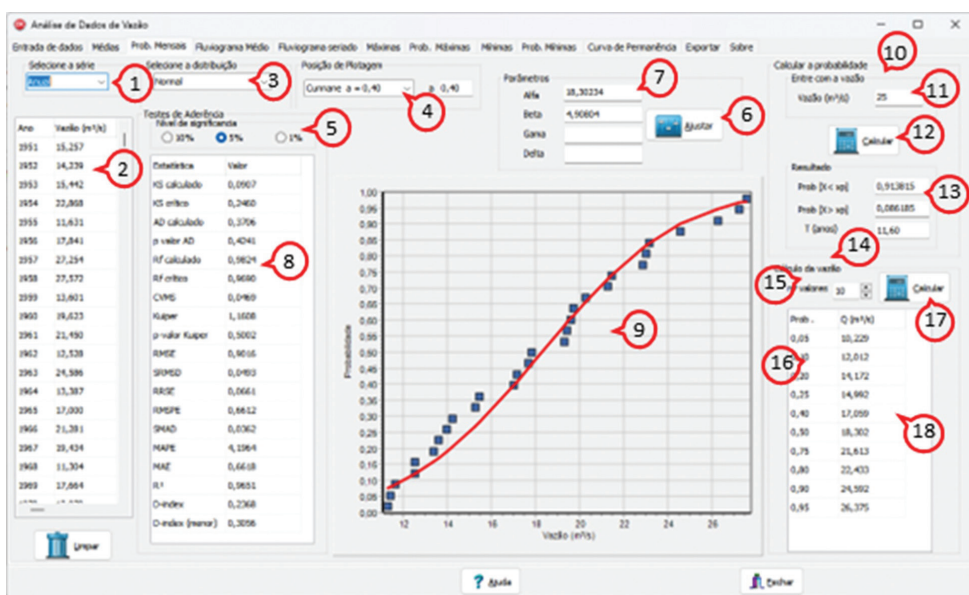 Análise de Dados de Vazão
Entrada de dados Médias Prob. Mensais Fluviograma Médio Fluviograma seriado Máximas Prob. Máximas Mínimas Prob. Mínimas Curva de Permanência Exportar Sobre
Selecione a série
Anual
1
Selecione a distribuição
Normal
3
Posição de Plotagem
Cunnane a = 0,40
a 0,40
4
Parâmetros
Alfa 18,30234
Beta 4,90804
Gama
Delta
7
Ajustar
6
Calcular a probabilidade
10
Entre com a vazão
Vazão (m³/s) 25
11
Calcular
12
Resultado
Prob [X< xp] 0,913815
Prob [X> xp] 0,086185
T (anos) 11,60
13
14
Cálculo da vazão
15
valores 10
Calcular
17
Prob. Q (m³/s)
0,05 10,229
12,012
16
0,20 14,172
0,25 14,992
0,40 17,059
0,50 18,302
0,75 21,613
0,80 22,433
0,90 24,592
0,95 26,375
18
Ano Vazão (m³/s)
1951 15,257
1952 14,239
1953 15,442
1954 22,868
1955 11,631
1956 17,841
1957 27,254
1958 27,572
1959 13,601
1960 19,623
1961 21,450
1962 12,528
1963 24,586
1964 13,387
1965 17,000
1966 21,281
1967 19,434
1968 11,304
1969 17,664
2
Limpar
Testes de Aderência
Nível de significancia
10% 5% 1%
5
Estatística Valor
KS calculado 0,0907
KS crítico 0,2460
AD calculado 0,3706
p valor AD 0,4241
Rf calculado 0,9824
Rf crítico 0,9690
CVMS 0,0469
Kuiper 1,1608
p-valor Kuiper 0,5002
RMSE 0,9016
SRMSD 0,0493
RRSE 0,0661
RMSPE 0,6612
SMAD 0,0362
MAPE 4,1964
MAE 0,6618
R² 0,9651
D-index 0,2368
D-index (menor) 0,3056
8
1,00
0,95
0,90
0,85
0,80
0,75
0,70
0,65
0,60
0,55
0,50
0,45
0,40
0,35
0,30
0,25
0,20
0,15
0,10
0,05
0,00
Probabilidade
9
12 14 16 18 20 22 24 26
Vazão (m³/s)
Ajuda
Fechar